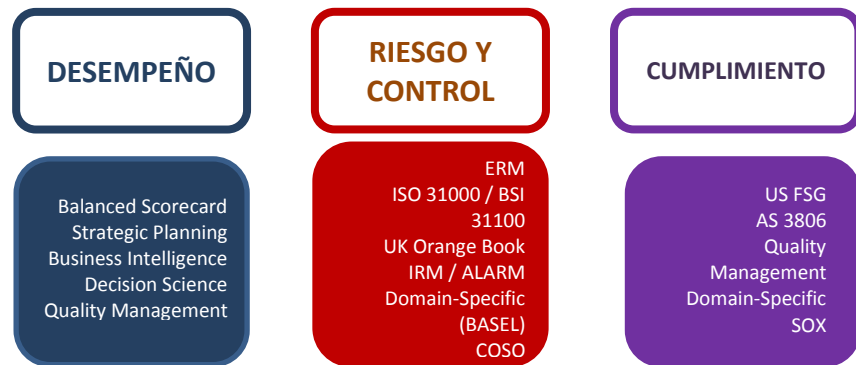 DESEMPEÑO
RIESGO Y
CONTROL
CUMPLIMIENTO
Balanced Scorecard
Strategic Planning
Business Intelligence
Decision Science
Quality Management
ERM
ISO 31000 / BSI
31100
UK Orange Book
IRM / ALARM
Domain-Specific
(BASEL)
COSO
US FSG
AS 3806
Quality
Management
Domain-Specific
SOX